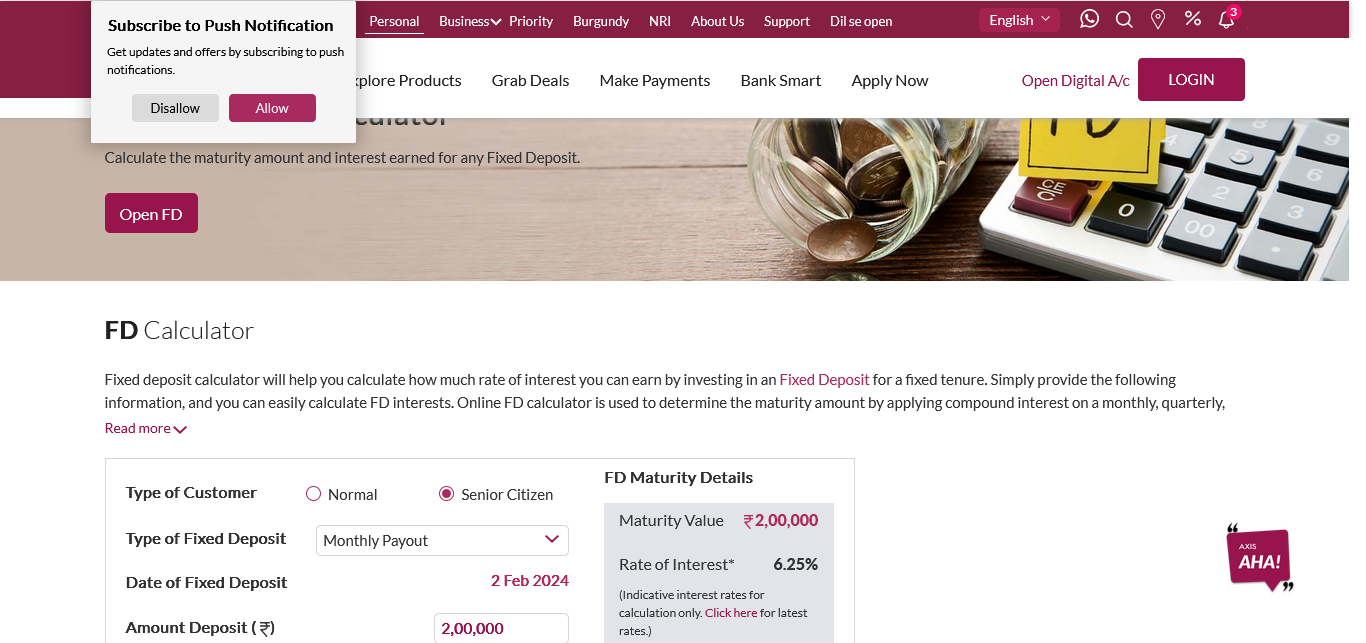 Subscribe to Push Notification
Get updates and offers by subscribing to push
notifications.
Disallow Allow
Personal Business Priority Burgundy NRI About Us Support Dil se open English 3
xplore Products Grab Deals Make Payments Bank Smart Apply Now Open Digital A/c LOGIN
Calculate the maturity amount and interest earned for any Fixed Deposit.
Open FD
CE
C
0
00
2
3
5
6
9
FD Calculator
Fixed deposit calculator will help you calculate how much rate of interest you can earn by investing in an Fixed Deposit for a fixed tenure. Simply provide the following
information, and you can easily calculate FD interests. Online FD calculator is used to determine the maturity amount by applying compound interest on a monthly, quarterly,
Read more
Type of Customer Normal Senior Citizen
Type of Fixed Deposit Monthly Payout
Date of Fixed Deposit 2 Feb 2024
Amount Deposit ( ₹) 2,00,000
FD Maturity Details
Maturity Value ₹2,00,000
Rate of Interest* 6.25%
(Indicative interest rates for
calculation only. Click here for latest
rates.)
“
AXIS
AHA!
”